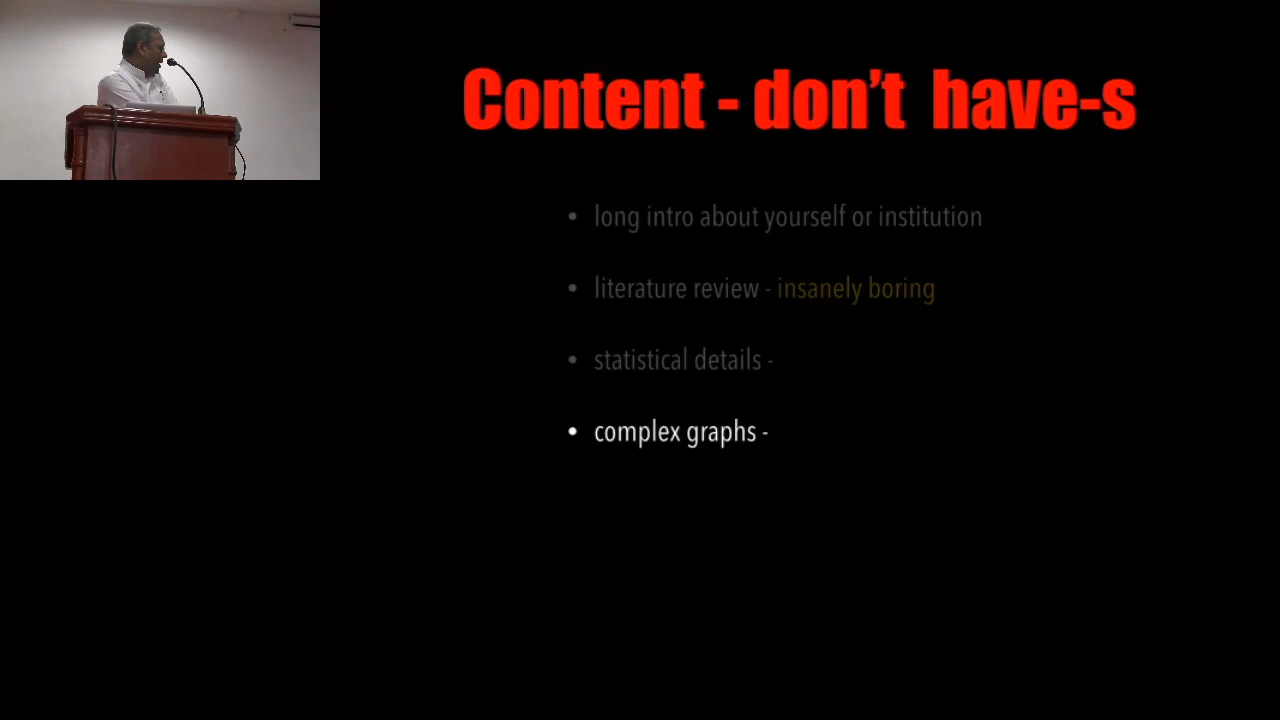 Content - don't have-s
• long intro about yourself or institution
• literature review - insanely boring
• statistical details -
• complex graphs -